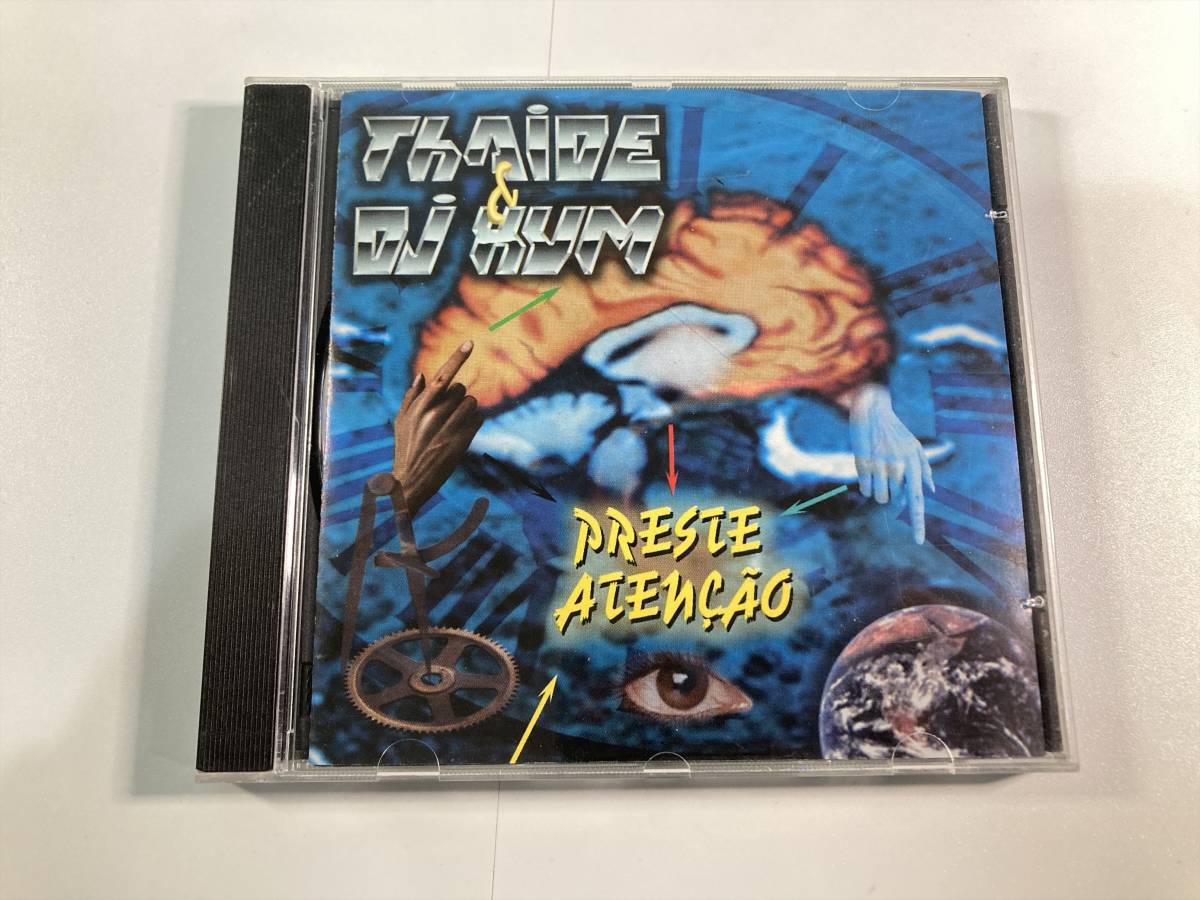 THAIDE
&
DJ HUM
PRESTE
ATENÇÃO